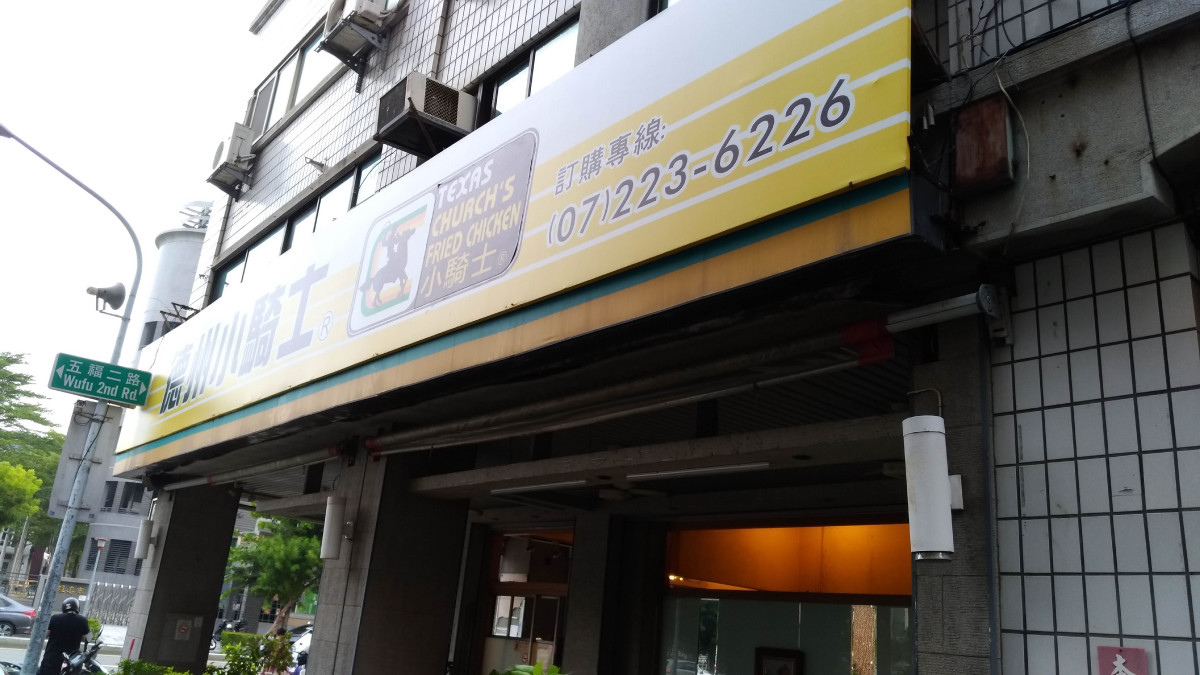 德州小騎士®
TEXAS
CHURCH'S
FRIED CHICKEN
小騎士®
訂購專線:
(07)223-6226
五福二路
Wufu 2nd Rd.